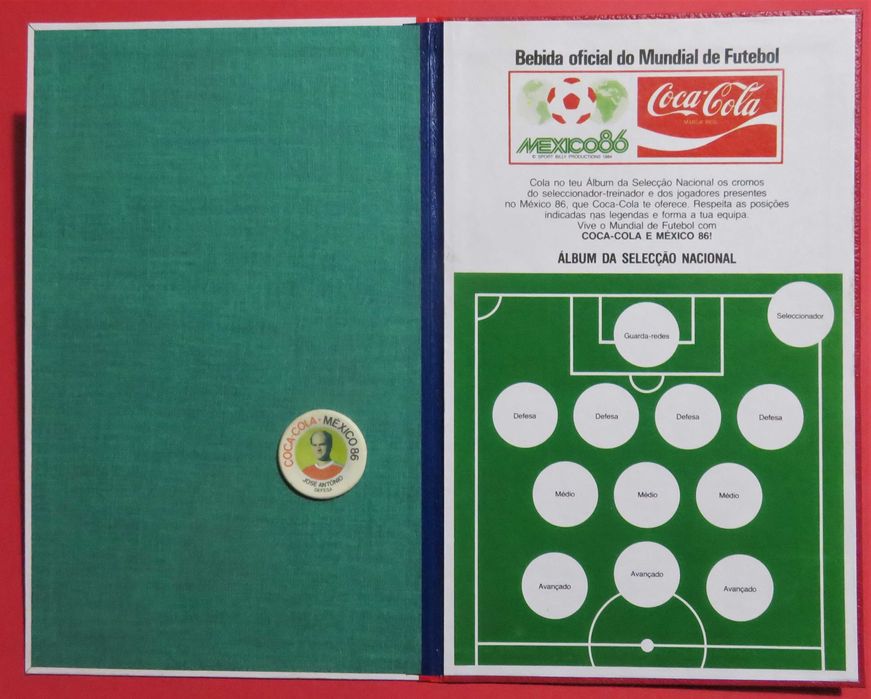 COCA-COLA • MÉXICO 86
JOSÉ ANTÓNIO
DEFESA
Bebida oficial do Mundial de Futebol
MEXICO86
© SPORT BILLY PRODUCTIONS 1984
Coca-Cola
MARCA REG.
Cola no teu Álbum da Selecção Nacional os cromos
do seleccionador-treinador e dos jogadores presentes
no México 86, que Coca-Cola te oferece. Respeita as posições
indicadas nas legendas e forma a tua equipa.
Vive o Mundial de Futebol com
COCA-COLA E MÉXICO 86!
ÁLBUM DA SELECÇÃO NACIONAL
Seleccionador
Guarda-redes
Defesa
Defesa
Defesa
Defesa
Médio
Médio
Médio
Avançado
Avançado
Avançado